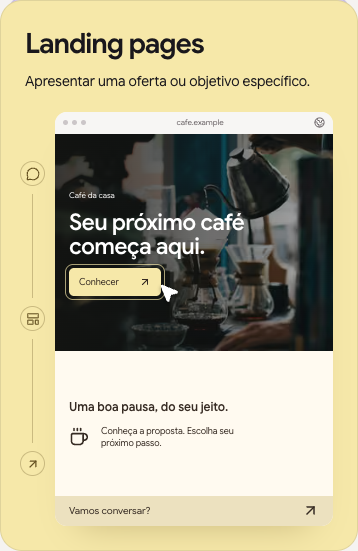 Landing pages
Apresentar uma oferta ou objetivo específico.
cafe.example
Café da casa
Seu próximo café
começa aqui.
Conhecer
Uma boa pausa, do seu jeito.
Conheça a proposta. Escolha seu
próximo passo.
Vamos conversar?